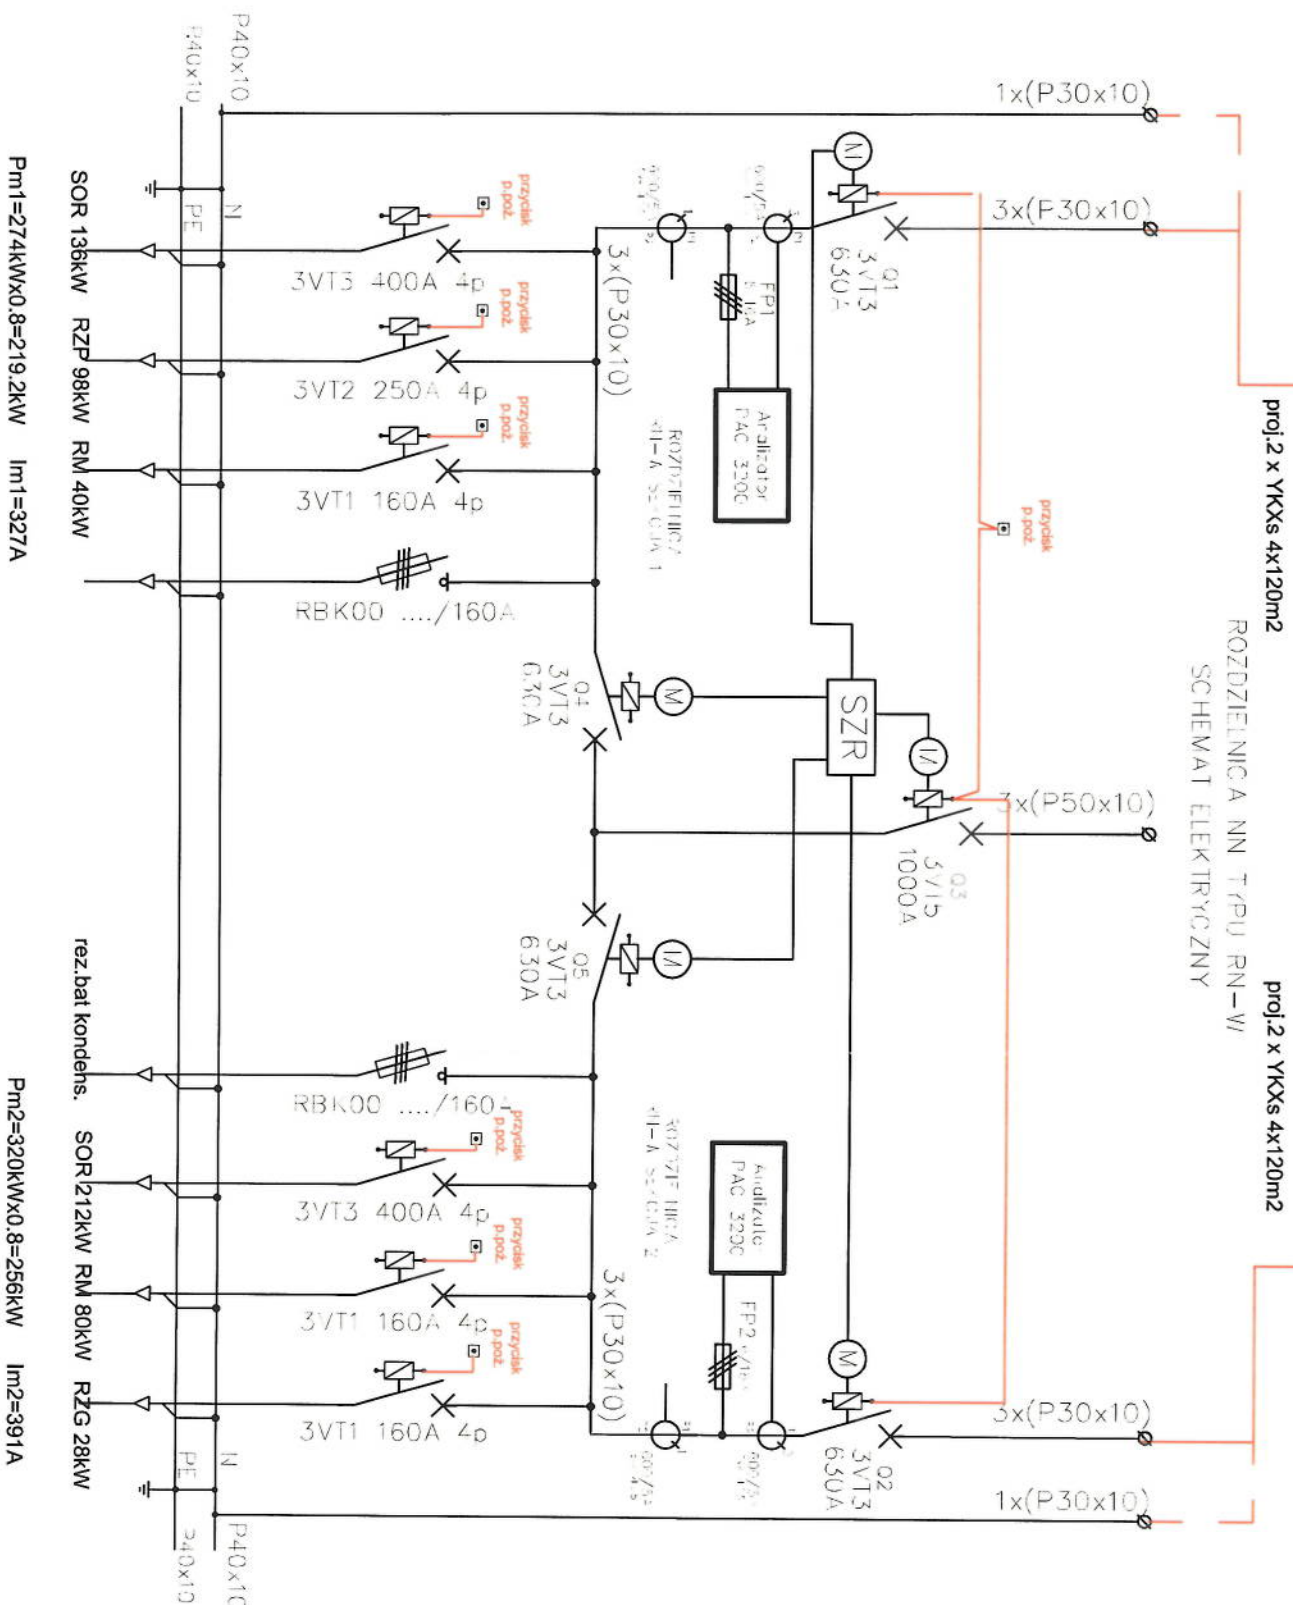 P40x10
P40x10
1x(P30x10)
3x(P30x10)
proj.2 x YKXs 4x120m2
proj.2 x YKXs 4x120m2
ROZDZIELNICA NN TYPU RN-W
SCHEMAT ELEKTRYCZNY
Q1
3VT3
630A
FP1
Analizator
PAC 3200
ROZDZIELNICA
3x(P30x10)
przycisk
p.poż.
SZR
3x(P50x10)
Q3
3VT5
1000A
M
M
M
M
M
Q4
3VT3
630A
Q5
3VT3
630A
Q2
3VT3
630A
3x(P30x10)
1x(P30x10)
FP2
Analizato
PAC 3200
3x(P30x10)
N
PE
przycisk
p.poż.
3VT3 400A 4p
przycisk
p.poż.
3VT2 250A 4p
przycisk
p.poż.
3VT1 160A 4p
RBK00 ..../160A
RBK00 ..../160A
przycisk
p.poż.
3VT3 400A 4p
przycisk
p.poż.
3VT1 160A 4p
przycisk
p.poż.
3VT1 160A 4p
N
PE
P40x10
P40x10
SOR 136kW RZP 98kW RM 40kW
rez.bat kondens. SOR 212kW RM 80kW RZG 28kW
Pm1=274kWx0.8=219.2kW Im1=327A
Pm2=320kWx0.8=256kW Im2=391A